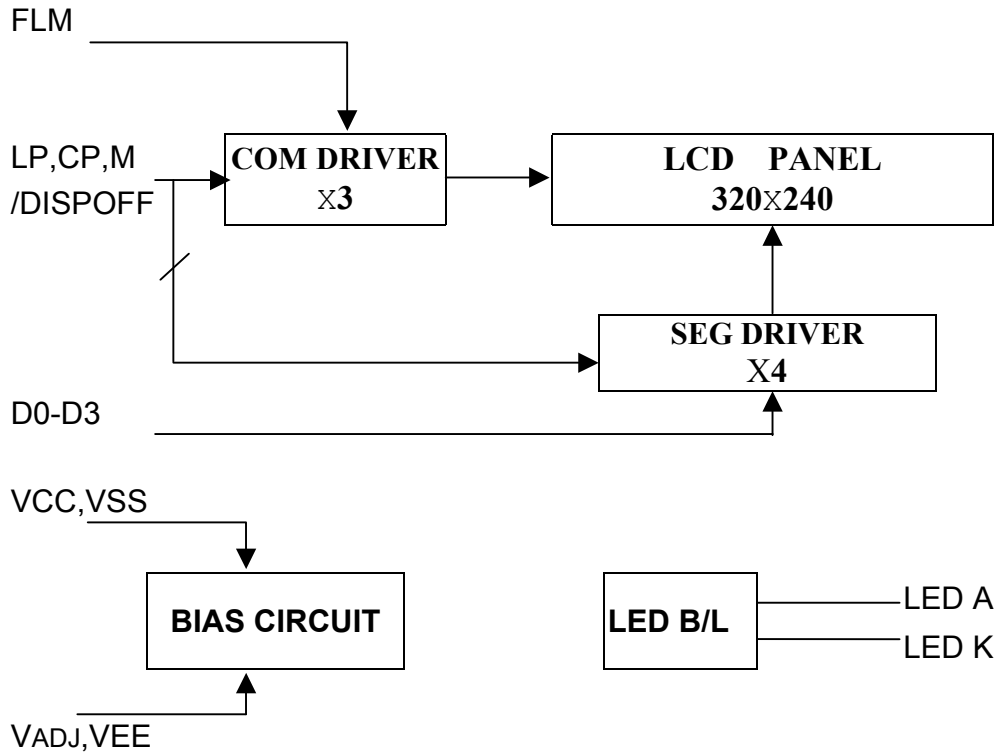 FLM
LP,CP,M
/DISPOFF
COM DRIVER
X3
LCD PANEL
320X240
SEG DRIVER
X4
D0-D3
VCC,VSS
BIAS CIRCUIT
LED B/L
LED A
LED K
VADJ,VEE